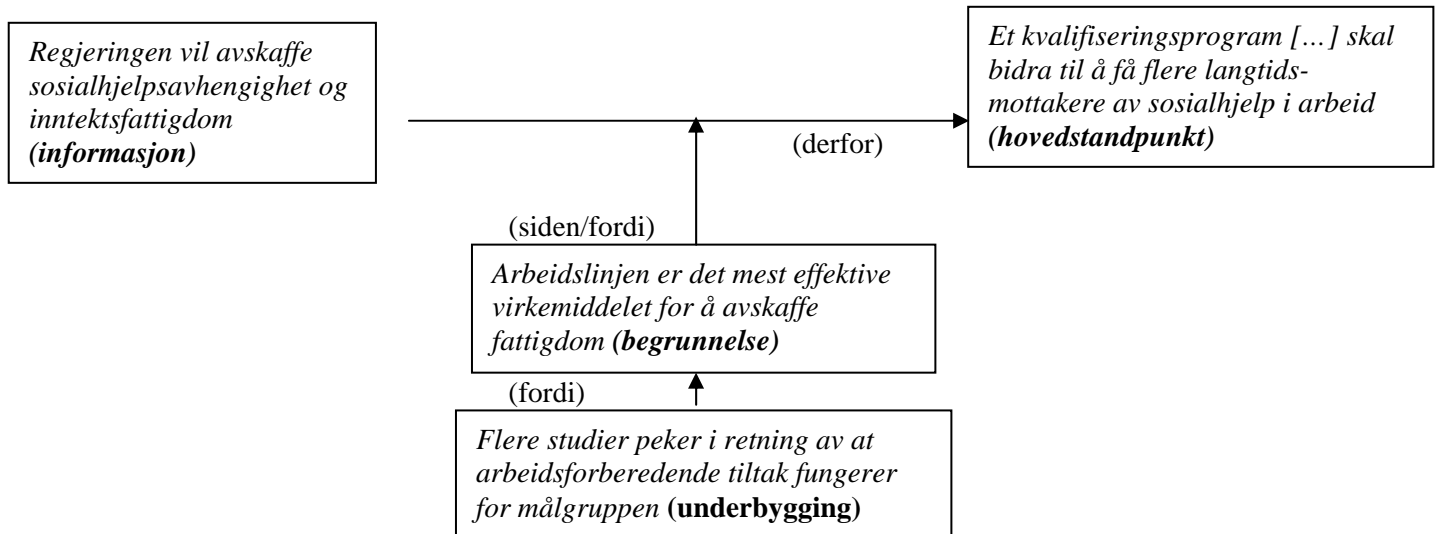 Regjeringen vil avskaffe
sosialhjelpsavhengighet og
inntektsfattigdom
(informasjon)
Et kvalifiseringsprogram […] skal
bidra til å få flere langtids-
mottakere av sosialhjelp i arbeid
(hovedstandpunkt)
(derfor)
(siden/fordi)
Arbeidslinjen er det mest effektive
virkemiddelet for å avskaffe
fattigdom (begrunnelse)
(fordi)
Flere studier peker i retning av at
arbeidsforberedende tiltak fungerer
for målgruppen (underbygging)